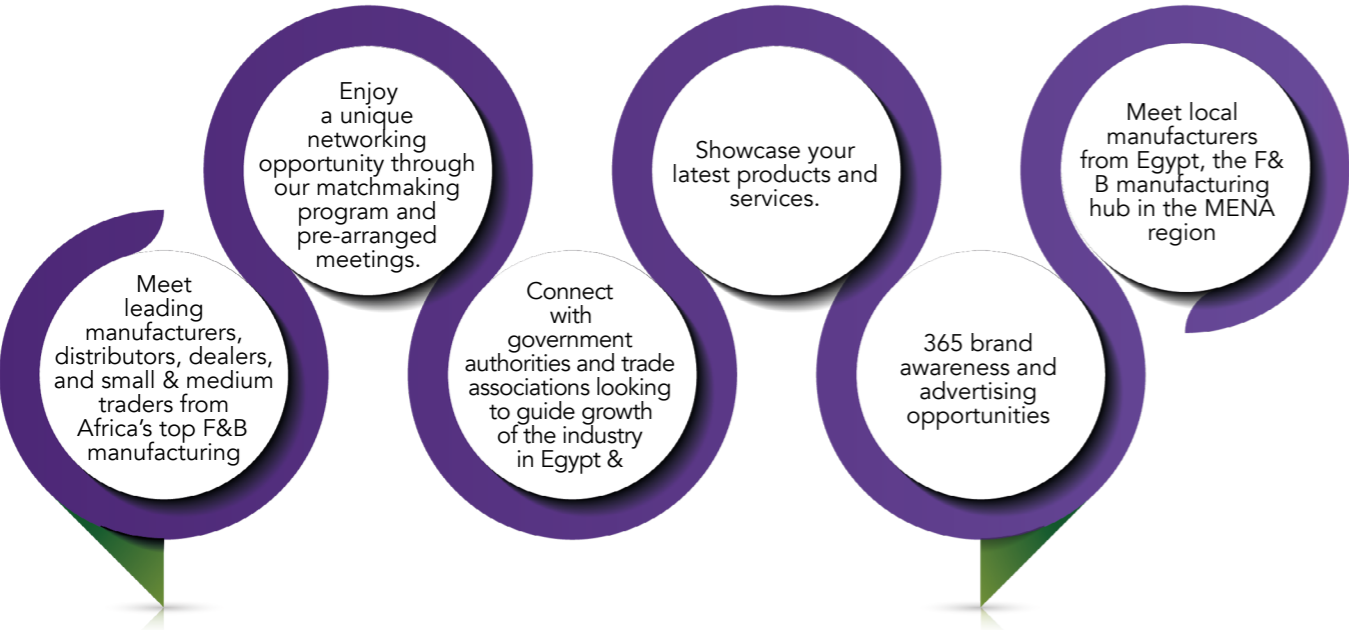 Meet
leading
manufacturers,
distributors, dealers,
and small & medium
traders from
Africa’s top F&B
manufacturing
Enjoy
a unique
networking
opportunity through
our matchmaking
program and
pre-arranged
meetings.
Connect
with
government
authorities and trade
associations looking
to guide growth
of the industry
in Egypt &
Showcase your
latest products and
services.
365 brand
awareness and
advertising
opportunities
Meet local
manufacturers
from Egypt, the F&
B manufacturing
hub in the MENA
region